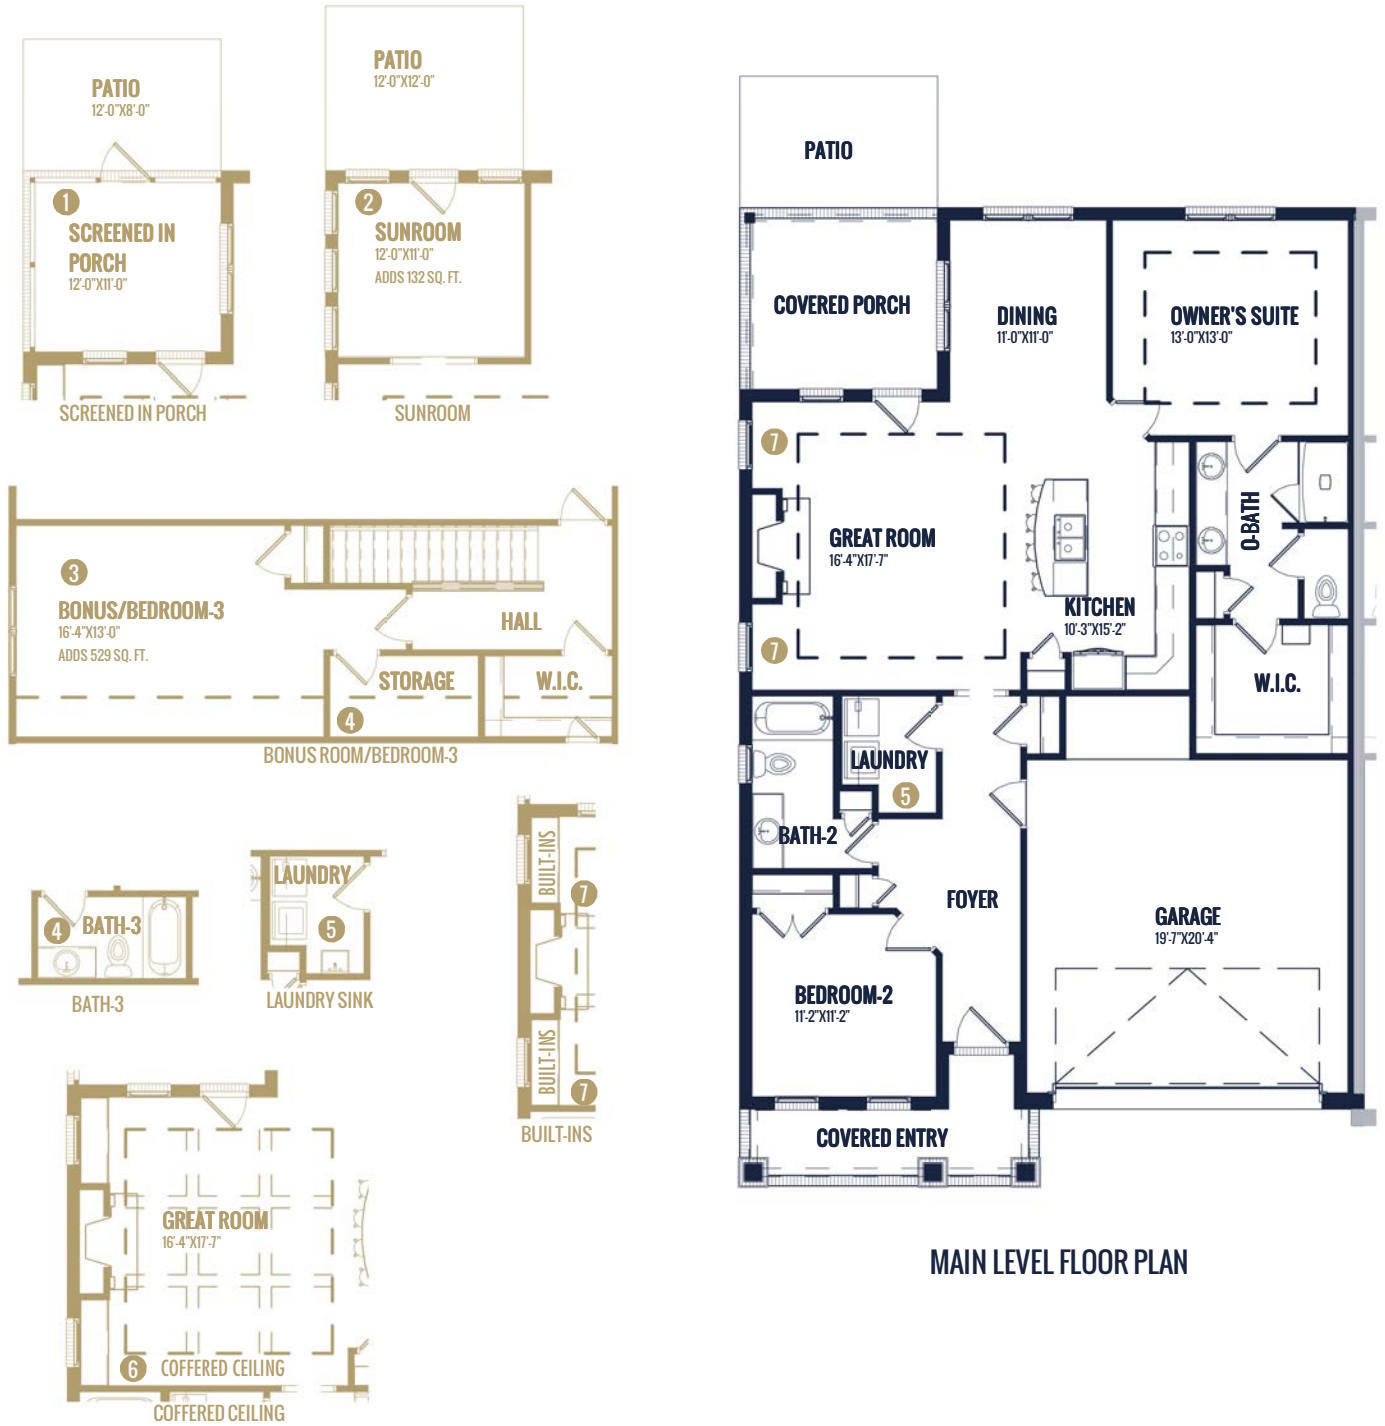 PATIO
12'-0"X8'-0"
1
SCREENED IN
PORCH
12'-0"X11'-0"
SCREENED IN PORCH
PATIO
12'-0"X12'-0"
2
SUNROOM
12'-0"X11'-0"
ADDS 132 SQ. FT.
SUNROOM
3
BONUS/BEDROOM-3
16'-4"X13'-0"
ADDS 529 SQ. FT.
HALL
STORAGE
4
W.I.C.
BONUS ROOM/BEDROOM-3
4
BATH-3
BATH-3
LAUNDRY
5
LAUNDRY SINK
BUILT-INS
7
BUILT-INS
7
BUILT-INS
GREAT ROOM
16'-4"X17'-7"
6
COFFERED CEILING
COFFERED CEILING
PATIO
COVERED PORCH
DINING
11'-0"X11'-0"
OWNER'S SUITE
13'-0"X13'-0"
7
GREAT ROOM
16'-4"X17'-7"
7
O-BATH
KITCHEN
10'-3"X15'-2"
W.I.C.
LAUNDRY
5
BATH-2
FOYER
GARAGE
19'-7"X20'-4"
BEDROOM-2
11'-2"X11'-2"
COVERED ENTRY
MAIN LEVEL FLOOR PLAN